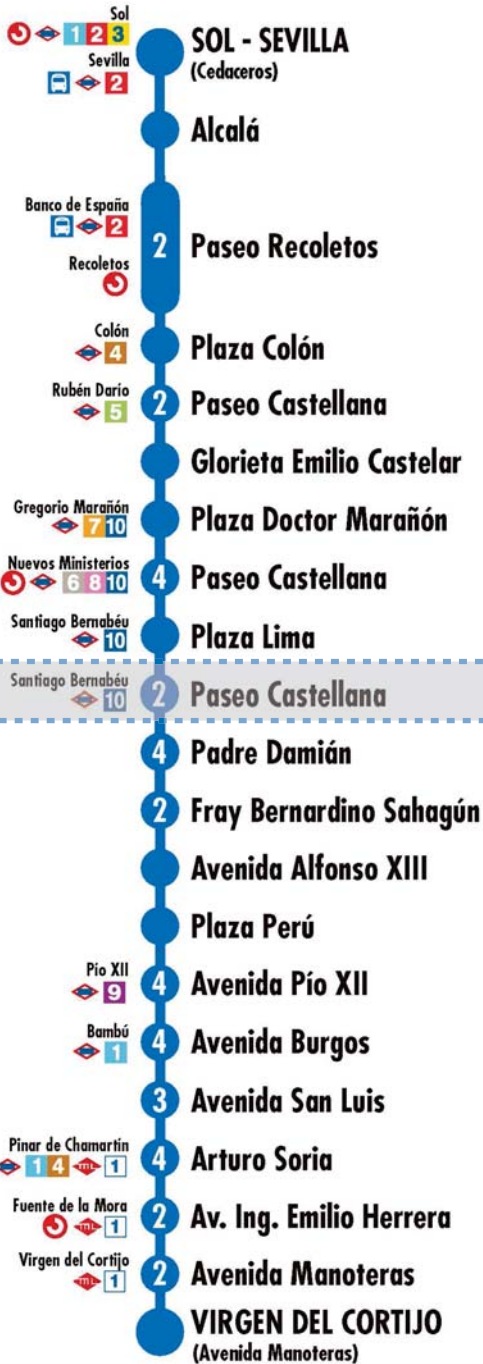 Sol
1 2 3
SOL - SEVILLA
Sevilla
2
(Cedaceros)
Alcalá
Banco de España
2
2 Paseo Recoletos
Recoletos
Colón
4
Plaza Colón
Rubén Darío
5
2 Paseo Castellana
Glorieta Emilio Castelar
Gregorio Marañón
7 10
Plaza Doctor Marañón
Nuevos Ministerios
6 8 10
4 Paseo Castellana
Santiago Bernabéu
10
Plaza Lima
Santiago Bernabéu
10
2 Paseo Castellana
4 Padre Damián
2 Fray Bernardino Sahagún
Avenida Alfonso XIII
Plaza Perú
Pío XII
9
4 Avenida Pío XII
Bambú
1
4 Avenida Burgos
3 Avenida San Luis
Pinar de Chamartín
1 4 mL 1
4 Arturo Soria
Fuente de la Mora
mL 1
2 Av. Ing. Emilio Herrera
Virgen del Cortijo
mL 1
2 Avenida Manoteras
VIRGEN DEL CORTIJO
(Avenida Manoteras)